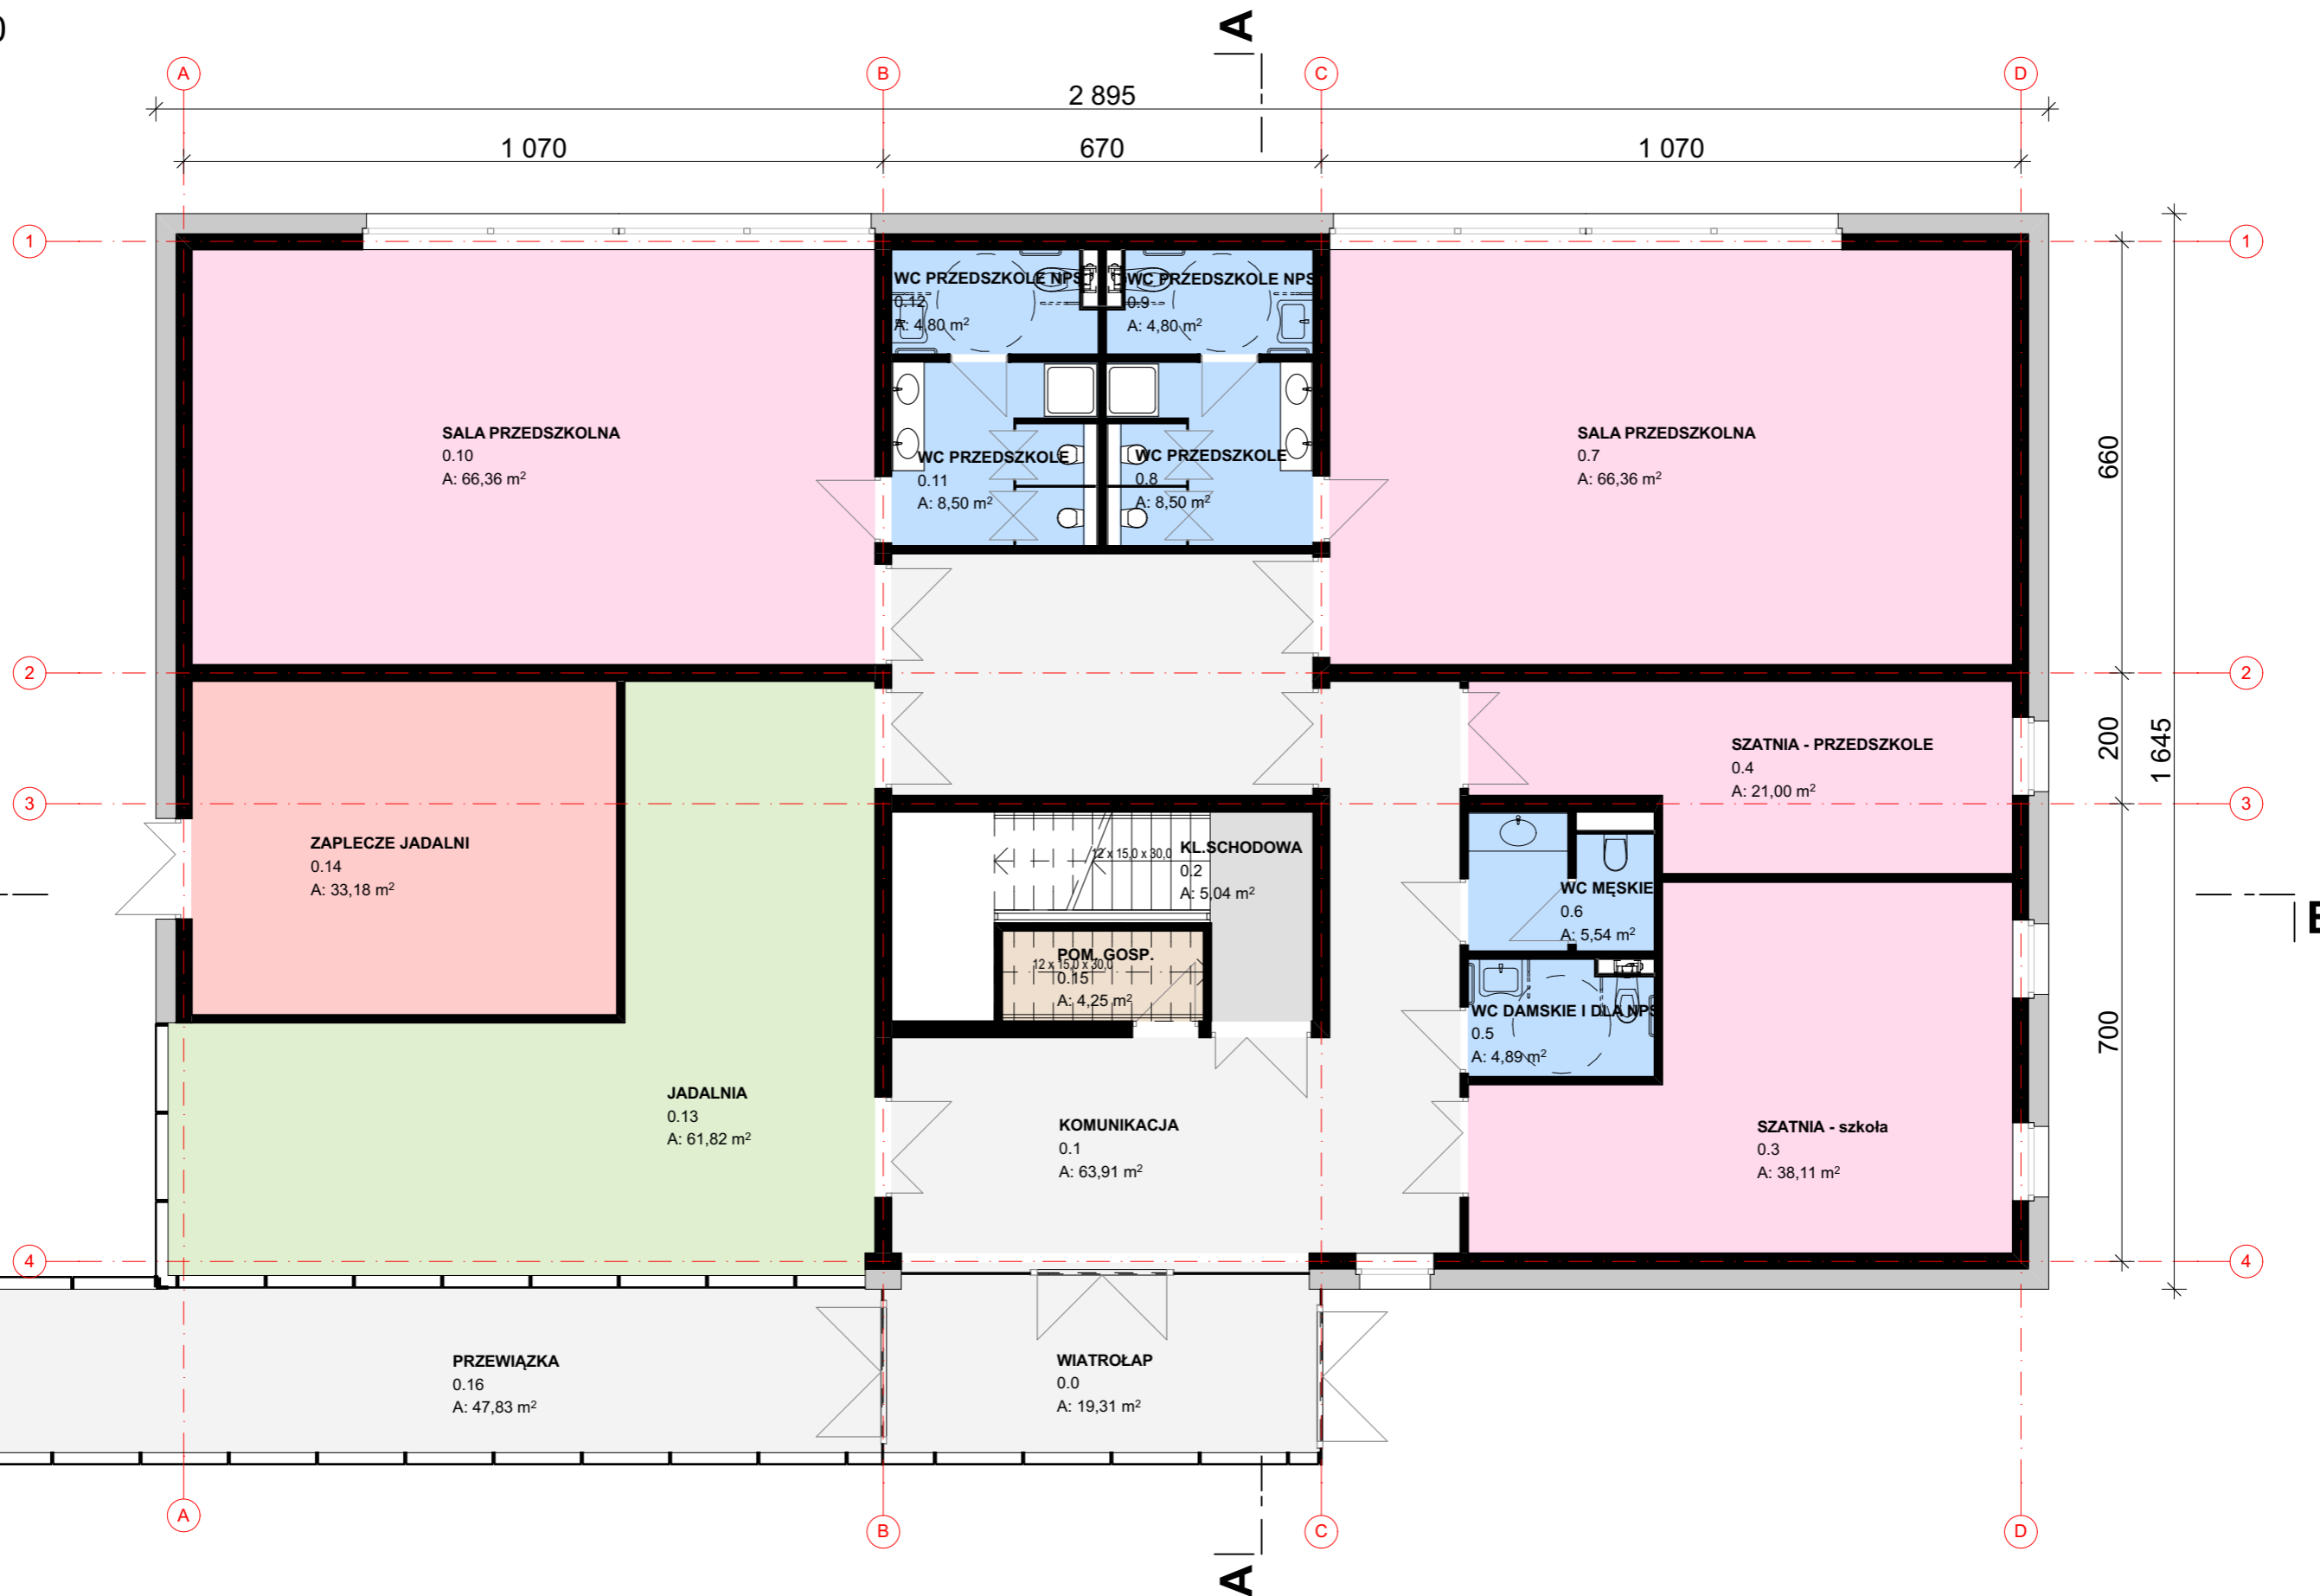 A
A
B
C
D
2 895
1 070
670
1 070
1
1
WC PRZEDSZKOLE NPS
0.12
A: 4,80 m²
WC PRZEDSZKOLE NPS
0.9
A: 4,80 m²
SALA PRZEDSZKOLNA
0.10
A: 66,36 m²
WC PRZEDSZKOLE
0.11
A: 8,50 m²
WC PRZEDSZKOLE
0.8
A: 8,50 m²
SALA PRZEDSZKOLNA
0.7
A: 66,36 m²
660
2
2
200
1 645
SZATNIA - PRZEDSZKOLE
0.4
A: 21,00 m²
3
3
ZAPLECZE JADALNI
0.14
A: 33,18 m²
12 x 15,0 x 30,0
KL.SCHODOWA
0.2
A: 5,04 m²
WC MĘSKIE
0.6
A: 5,54 m²
POM. GOSP.
12 x 15,0 x 30,0
0.15
A: 4,25 m²
WC DAMSKIE I DLA NPS
0.5
A: 4,89 m²
700
JADALNIA
0.13
A: 61,82 m²
KOMUNIKACJA
0.1
A: 63,91 m²
SZATNIA - szkoła
0.3
A: 38,11 m²
4
4
PRZEWIĄZKA
0.16
A: 47,83 m²
WIATROŁAP
0.0
A: 19,31 m²
A
B
C
D
A